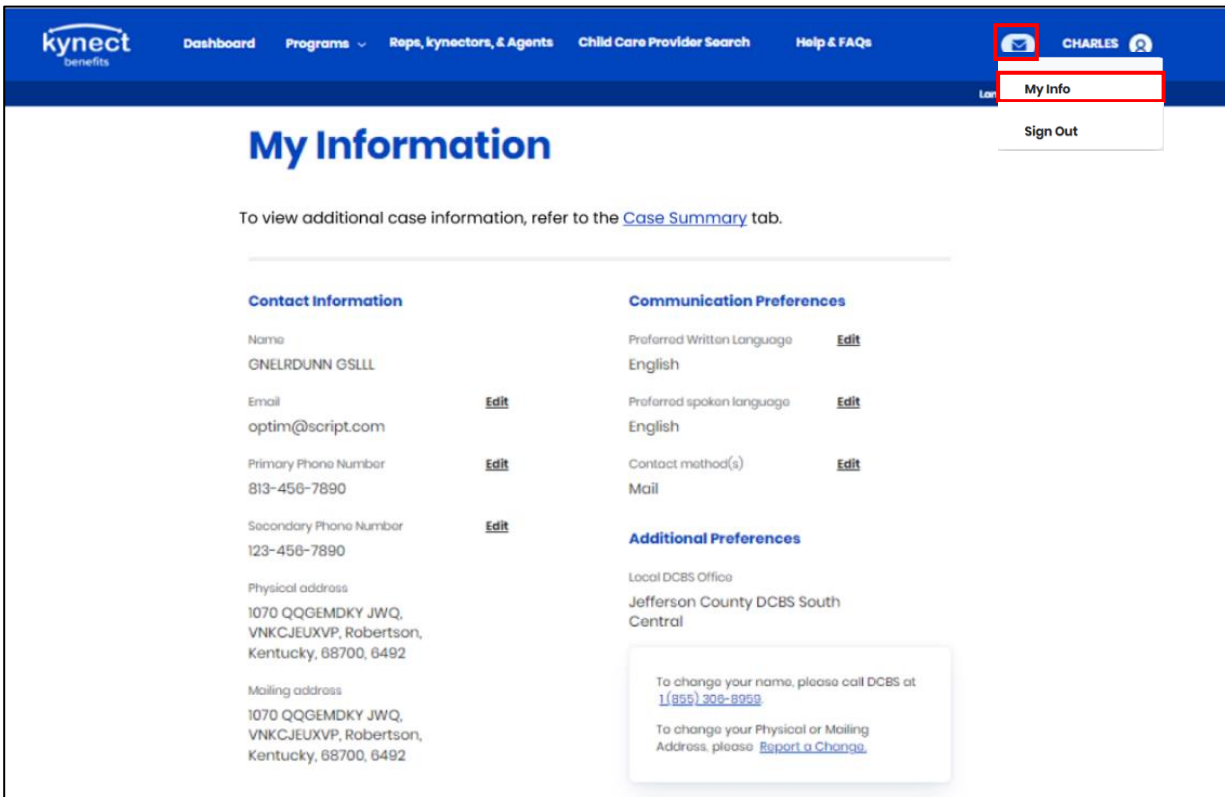 kynect
benefits
Dashboard Programs Reps, kynectors, & Agents Child Care Provider Search Help & FAQs CHARLES
Lan
My Info
Sign Out
My Information
To view additional case information, refer to the Case Summary tab.
Contact Information
Name
GNELRDUNN GSLLL
Email Edit
optim@script.com
Primary Phone Number Edit
813-456-7890
Secondary Phone Number Edit
123-456-7890
Physical address
1070 QQGEMDKY JWQ,
VNKCJEUXVP, Robertson,
Kentucky, 68700, 6492
Mailing address
1070 QQGEMDKY JWQ,
VNKCJEUXVP, Robertson,
Kentucky, 68700, 6492
Communication Preferences
Preferred Written Language Edit
English
Preferred spoken language Edit
English
Contact method(s) Edit
Mail
Additional Preferences
Local DCBS Office
Jefferson County DCBS South
Central
To change your name, please call DCBS at
1 (855) 306-8959.
To change your Physical or Mailing
Address, please Report a Change.